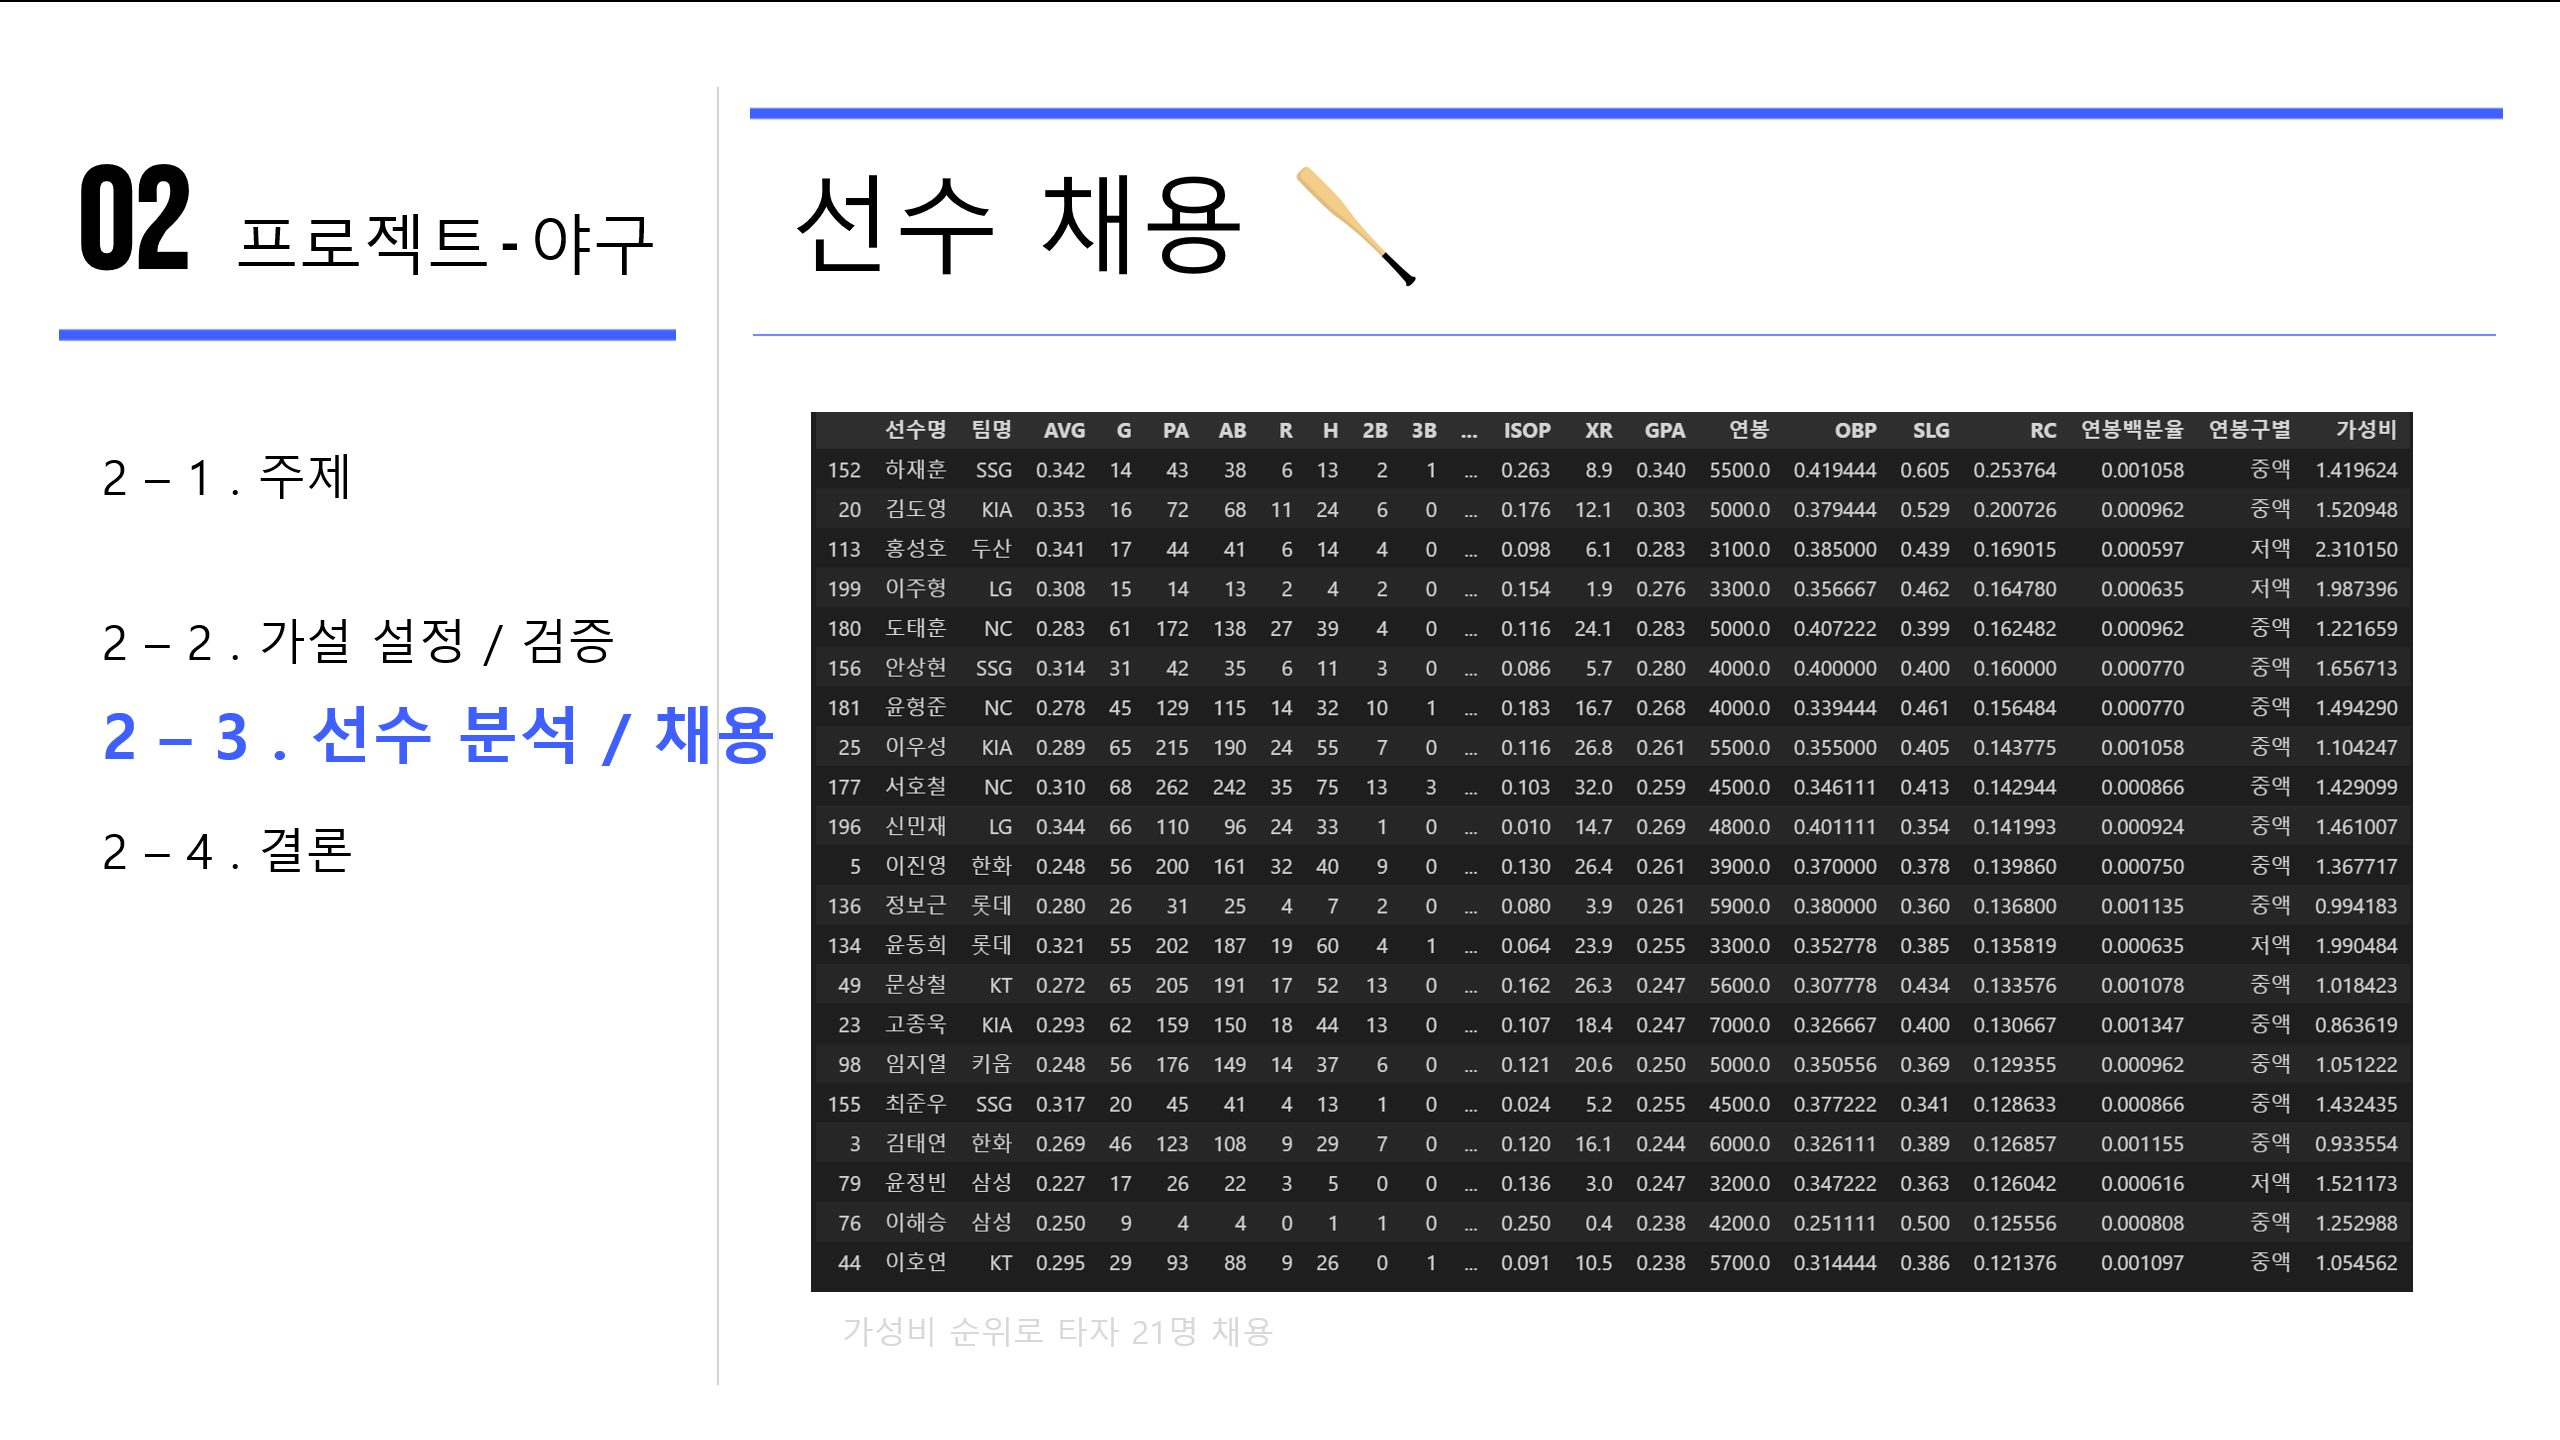 02 프로젝트-야구
2 – 1 . 주제
2 – 2 . 가설 설정 / 검증
2 – 3 . 선수 분석 / 채용
2 – 4 . 결론
선수 채용
선수명 팀명 AVG G PA AB R H 2B 3B ... ISOP XR GPA 연봉 OBP SLG RC 연봉백분율 연봉구별 가성비
152 하재훈 SSG 0.342 14 43 38 6 13 2 1 ... 0.263 8.9 0.340 5500.0 0.419444 0.605 0.253764 0.001058 중액 1.419624
20 김도영 KIA 0.353 16 72 68 11 24 6 0 ... 0.176 12.1 0.303 5000.0 0.379444 0.529 0.200726 0.000962 중액 1.520948
113 홍성호 두산 0.341 17 44 41 6 14 4 0 ... 0.098 6.1 0.283 3100.0 0.385000 0.439 0.169015 0.000597 저액 2.310150
199 이주형 LG 0.308 15 14 13 2 4 2 0 ... 0.154 1.9 0.276 3300.0 0.356667 0.462 0.164780 0.000635 저액 1.987396
180 도태훈 NC 0.283 61 172 138 27 39 4 0 ... 0.116 24.1 0.283 5000.0 0.407222 0.399 0.162482 0.000962 중액 1.221659
156 안상현 SSG 0.314 31 42 35 6 11 3 0 ... 0.086 5.7 0.280 4000.0 0.400000 0.400 0.160000 0.000770 중액 1.656713
181 윤형준 NC 0.278 45 129 115 14 32 10 1 ... 0.183 16.7 0.268 4000.0 0.339444 0.461 0.156484 0.000770 중액 1.494290
25 이우성 KIA 0.289 65 215 190 24 55 7 0 ... 0.116 26.8 0.261 5500.0 0.355000 0.405 0.143775 0.001058 중액 1.104247
177 서호철 NC 0.310 68 262 242 35 75 13 3 ... 0.103 32.0 0.259 4500.0 0.346111 0.413 0.142944 0.000866 중액 1.429099
196 신민재 LG 0.344 66 110 96 24 33 1 0 ... 0.010 14.7 0.269 4800.0 0.401111 0.354 0.141993 0.000924 중액 1.461007
5 이진영 한화 0.248 56 200 161 32 40 9 0 ... 0.130 26.4 0.261 3900.0 0.370000 0.378 0.139860 0.000750 중액 1.367717
136 정보근 롯데 0.280 26 31 25 4 7 2 0 ... 0.080 3.9 0.261 5900.0 0.380000 0.360 0.136800 0.001135 중액 0.994183
134 윤동희 롯데 0.321 55 202 187 19 60 4 1 ... 0.064 23.9 0.255 3300.0 0.352778 0.385 0.135819 0.000635 저액 1.990484
49 문상철 KT 0.272 65 205 191 17 52 13 0 ... 0.162 26.3 0.247 5600.0 0.307778 0.434 0.133576 0.001078 중액 1.018423
23 고종욱 KIA 0.293 62 159 150 18 44 13 0 ... 0.107 18.4 0.247 7000.0 0.326667 0.400 0.130667 0.001347 중액 0.863619
98 임지열 키움 0.248 56 176 149 14 37 6 0 ... 0.121 20.6 0.250 5000.0 0.350556 0.369 0.129355 0.000962 중액 1.051222
155 최준우 SSG 0.317 20 45 41 4 13 1 0 ... 0.024 5.2 0.255 4500.0 0.377222 0.341 0.128633 0.000866 중액 1.432435
3 김태연 한화 0.269 46 123 108 9 29 7 0 ... 0.120 16.1 0.244 6000.0 0.326111 0.389 0.126857 0.001155 중액 0.933554
79 윤정빈 삼성 0.227 17 26 22 3 5 0 0 ... 0.136 3.0 0.247 3200.0 0.347222 0.363 0.126042 0.000616 저액 1.521173
76 이해승 삼성 0.250 9 4 4 0 1 1 0 ... 0.250 0.4 0.238 4200.0 0.251111 0.500 0.125556 0.000808 중액 1.252988
44 이호연 KT 0.295 29 93 88 9 26 0 1 ... 0.091 10.5 0.238 5700.0 0.314444 0.386 0.121376 0.001097 중액 1.054562
가성비 순위로 타자 21명 채용